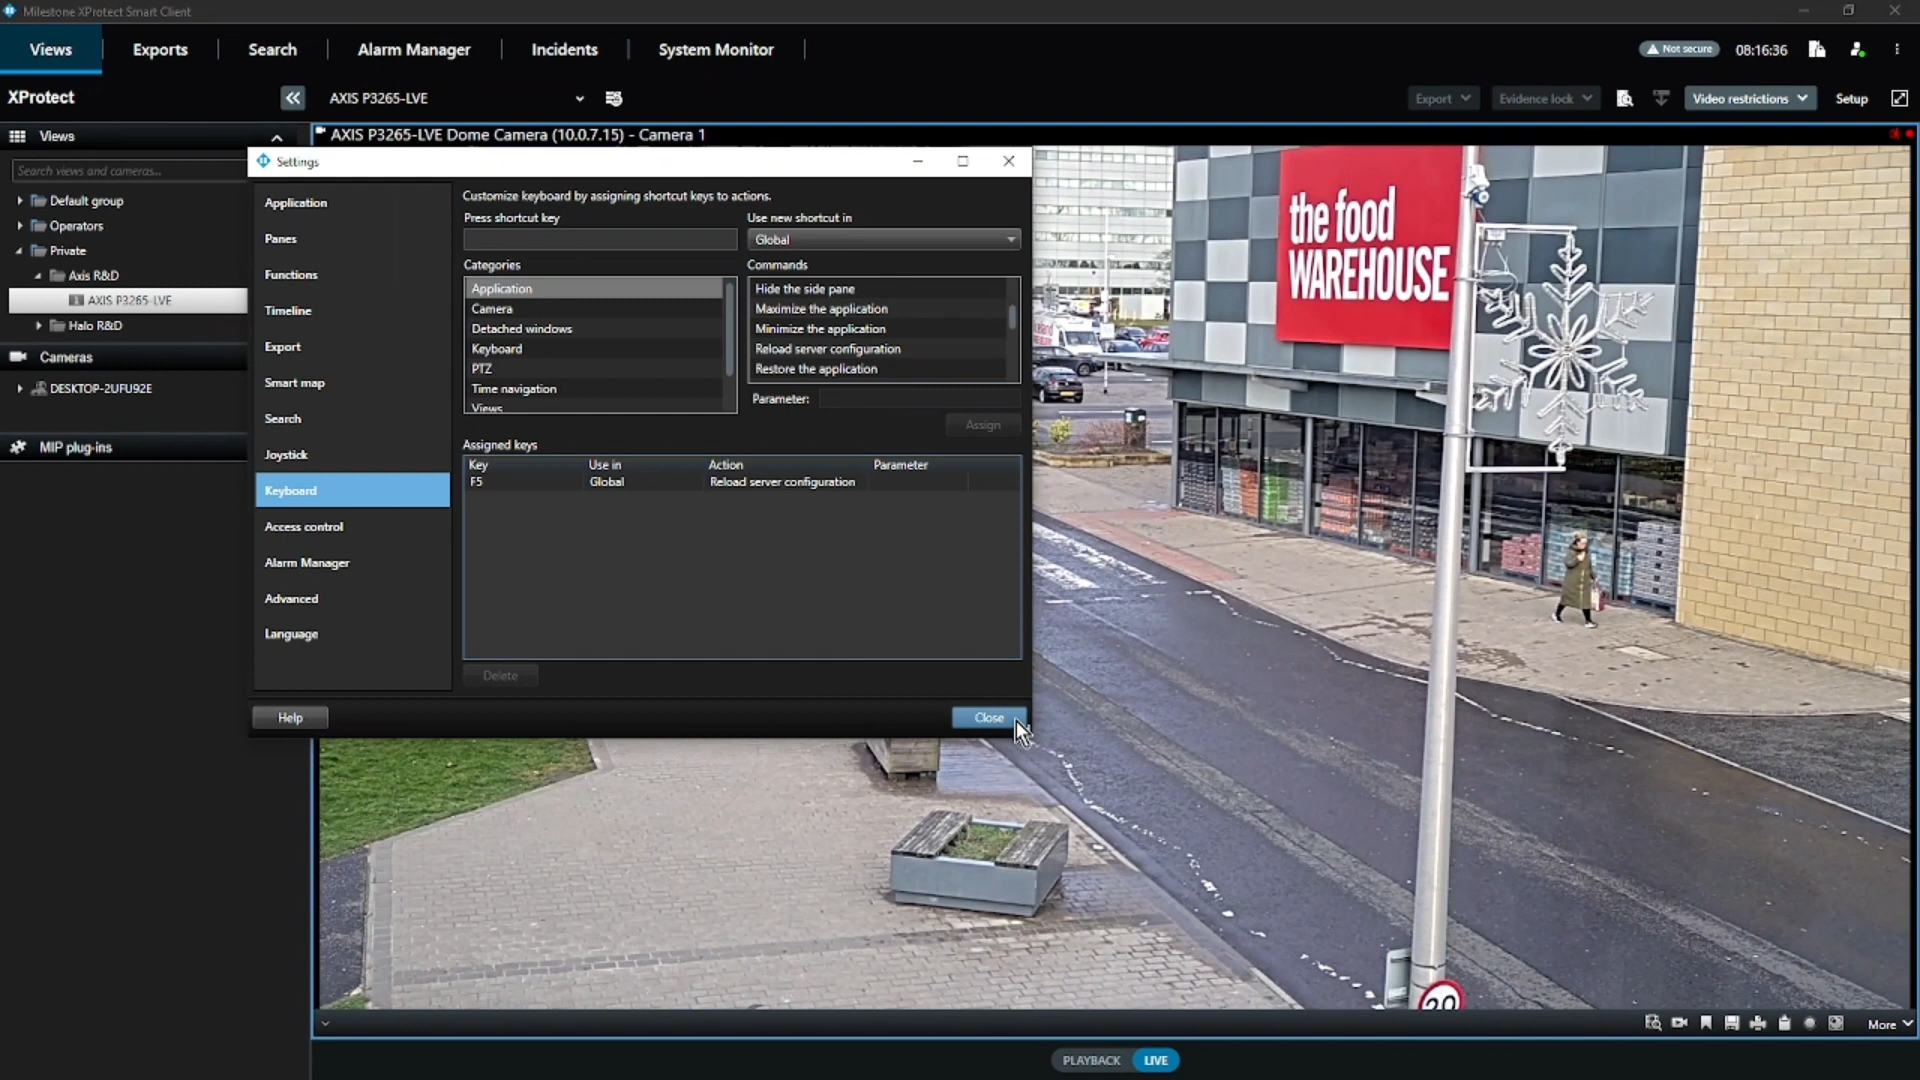 Milestone XProtect Smart Client
Views
Exports
Search
Alarm Manager
Incidents
System Monitor
Not secure
08:16:36
XProtect
AXIS P3265-LVE
Export
Evidence lock
Video restrictions
Setup
Views
AXIS P3265-LVE Dome Camera (10.0.7.15) - Camera 1
Search views and cameras...
Default group
Operators
Private
Axis R&D
AXIS P3265-LVE
Halo R&D
Cameras
DESKTOP-2UFU92E
MIP plug-ins
Settings
Application
Panes
Functions
Timeline
Export
Smart map
Search
Joystick
Keyboard
Access control
Alarm Manager
Advanced
Language
Customize keyboard by assigning shortcut keys to actions.
Press shortcut key
Use new shortcut in
Global
Categories
Commands
Application
Camera
Detached windows
Keyboard
PTZ
Time navigation
Views
Hide the side pane
Maximize the application
Minimize the application
Reload server configuration
Restore the application
Parameter:
Assign
Assigned keys
Key Use in Action Parameter
F5 Global Reload server configuration
Delete
Help
Close
the food
WAREHOUSE
20
More
PLAYBACK
LIVE